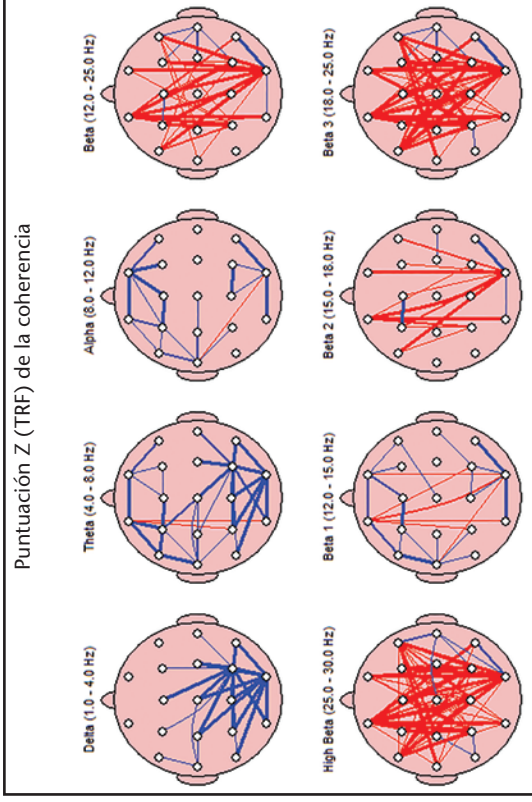 Puntuación Z (TRF) de la coherencia
Delta (1.0 - 4.0 Hz)
Theta (4.0 - 8.0 Hz)
Alpha (8.0 - 12.0 Hz)
Beta (12.0 - 25.0 Hz)
High Beta (25.0 - 30.0 Hz)
Beta 1 (12.0 - 15.0 Hz)
Beta 2 (15.0 - 18.0 Hz)
Beta 3 (18.0 - 25.0 Hz)